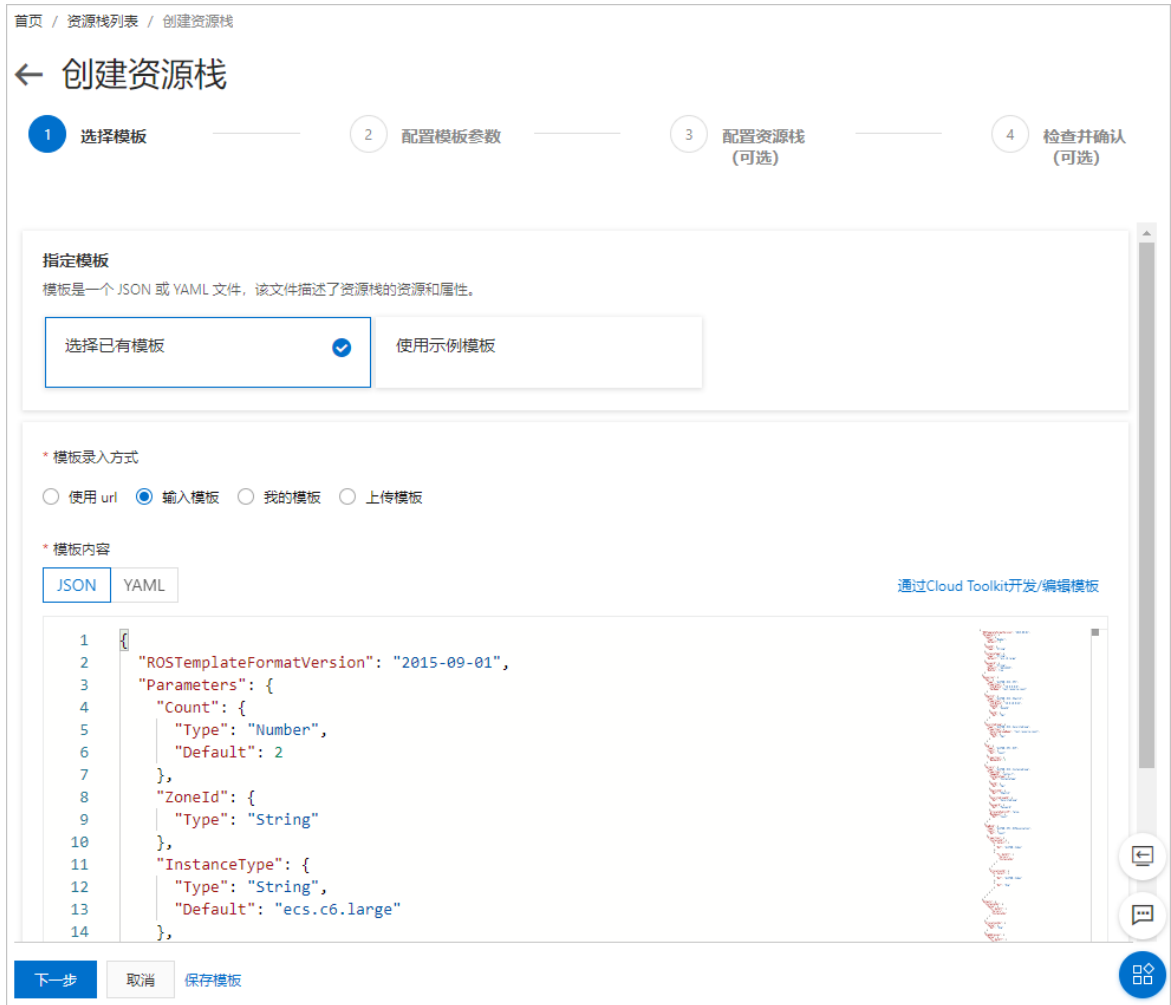 首页 / 资源栈列表 / 创建资源栈
创建资源栈
1 选择模板 2 配置模板参数 3 配置资源栈 (可选) 4 检查并确认 (可选)
指定模板
模板是一个 JSON 或 YAML 文件，该文件描述了资源栈的资源和属性。
选择已有模板 使用示例模板
* 模板录入方式
使用 url 输入模板 我的模板 上传模板
* 模板内容
JSON YAML 通过Cloud Toolkit开发/编辑模板
1 {
2 "ROSTemplateFormatVersion": "2015-09-01",
3 "Parameters": {
4 "Count": {
5 "Type": "Number",
6 "Default": 2
7 },
8 "ZoneId": {
9 "Type": "String"
10 },
11 "InstanceType": {
12 "Type": "String",
13 "Default": "ecs.c6.large"
14 },
下一步 取消 保存模板